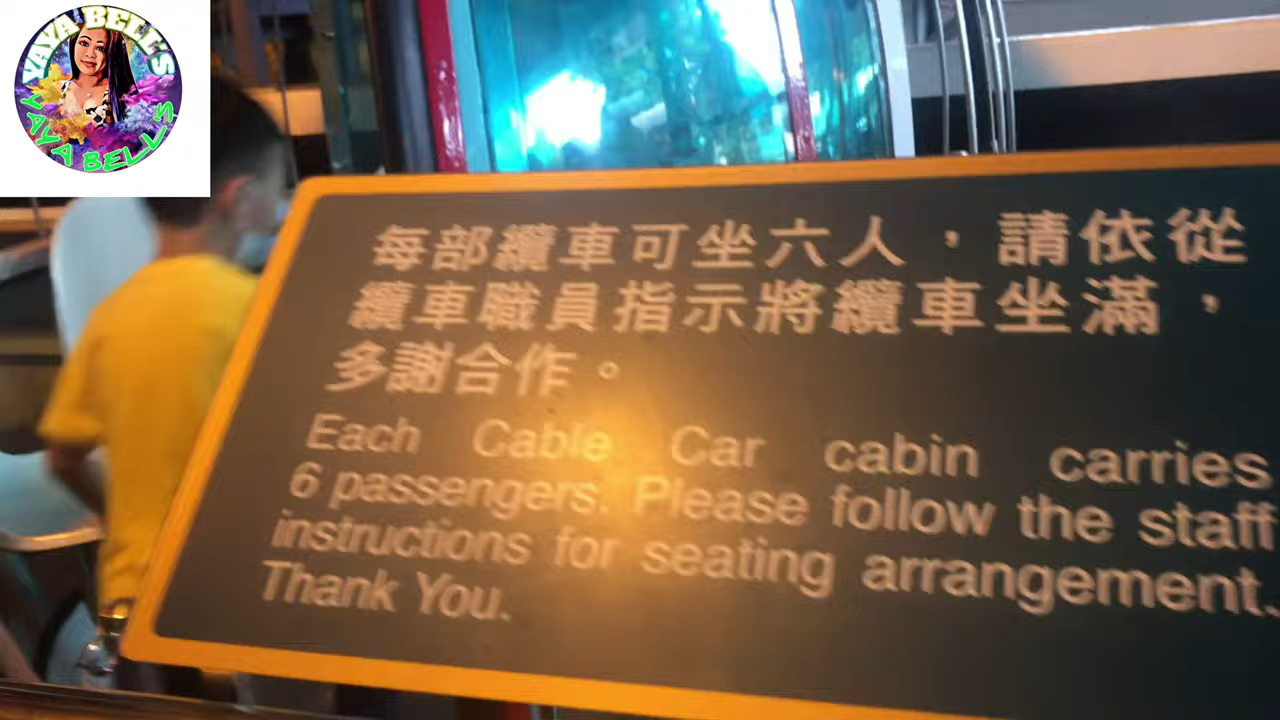 YAYA BELL'S
YAYA BELLS
每部纜車可坐六人，請依從
纜車職員指示將纜車坐滿，
多謝合作。
Each Cable Car cabin carries
6 passengers. Please follow the staff
instructions for seating arrangement.
Thank You.